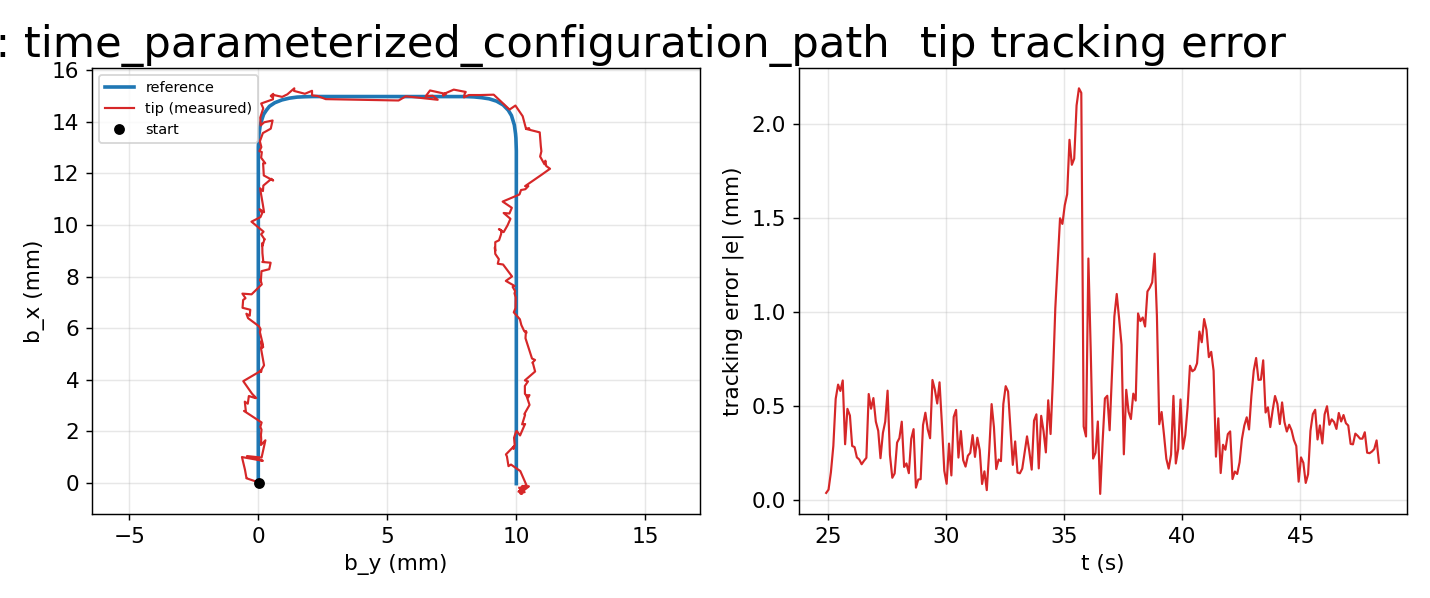 : time_parameterized_configuration_path
tip tracking error
16
14
12
10
8
6
4
2
0
b_x (mm)
reference
tip (measured)
start
−5
0
5
10
15
b_y (mm)
2.0
1.5
1.0
0.5
0.0
tracking error |e| (mm)
25
30
35
40
45
t (s)